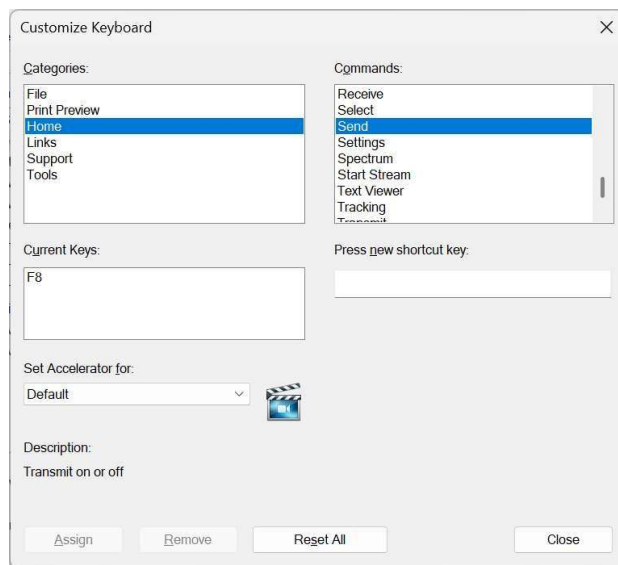 Customize Keyboard
Categories:
File
Print Preview
Home
Links
Support
Tools
Commands:
Receive
Select
Send
Settings
Spectrum
Start Stream
Text Viewer
Tracking
Transmit
Current Keys:
F8
Press new shortcut key:
Set Accelerator for:
Default
Description:
Transmit on or off
Assign
Remove
Reset All
Close